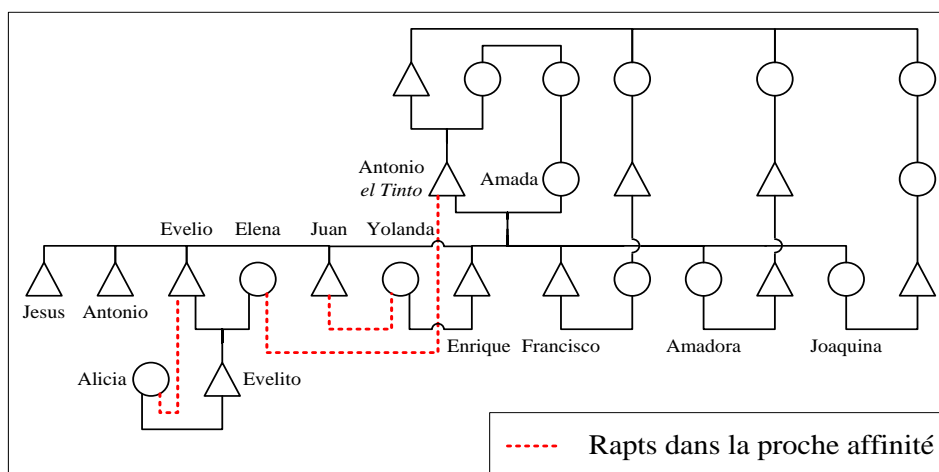 Antonio
el Tinto
Amada
Evelio
Elena
Juan
Yolanda
Jesus
Antonio
Enrique
Francisco
Amadora
Joaquina
Alicia
Evelito
Rapts dans la proche affinité